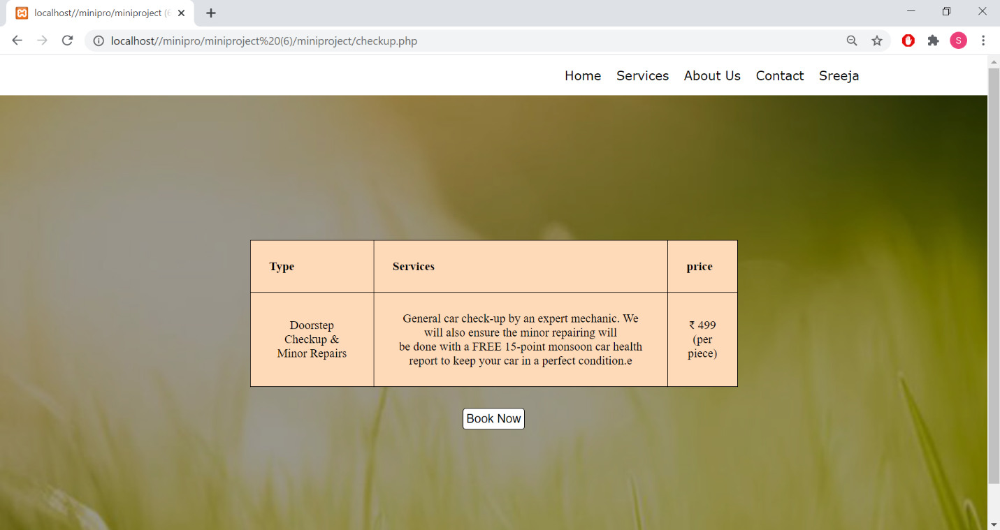 localhost//minipro/miniproject (6
localhost//minipro/miniproject%20(6)/miniproject/checkup.php
S
Home Services About Us Contact Sreeja
Type Services price
Doorstep
Checkup &
Minor Repairs
General car check-up by an expert mechanic. We
will also ensure the minor repairing will
be done with a FREE 15-point monsoon car health
report to keep your car in a perfect condition.e
₹ 499
(per
piece)
Book Now